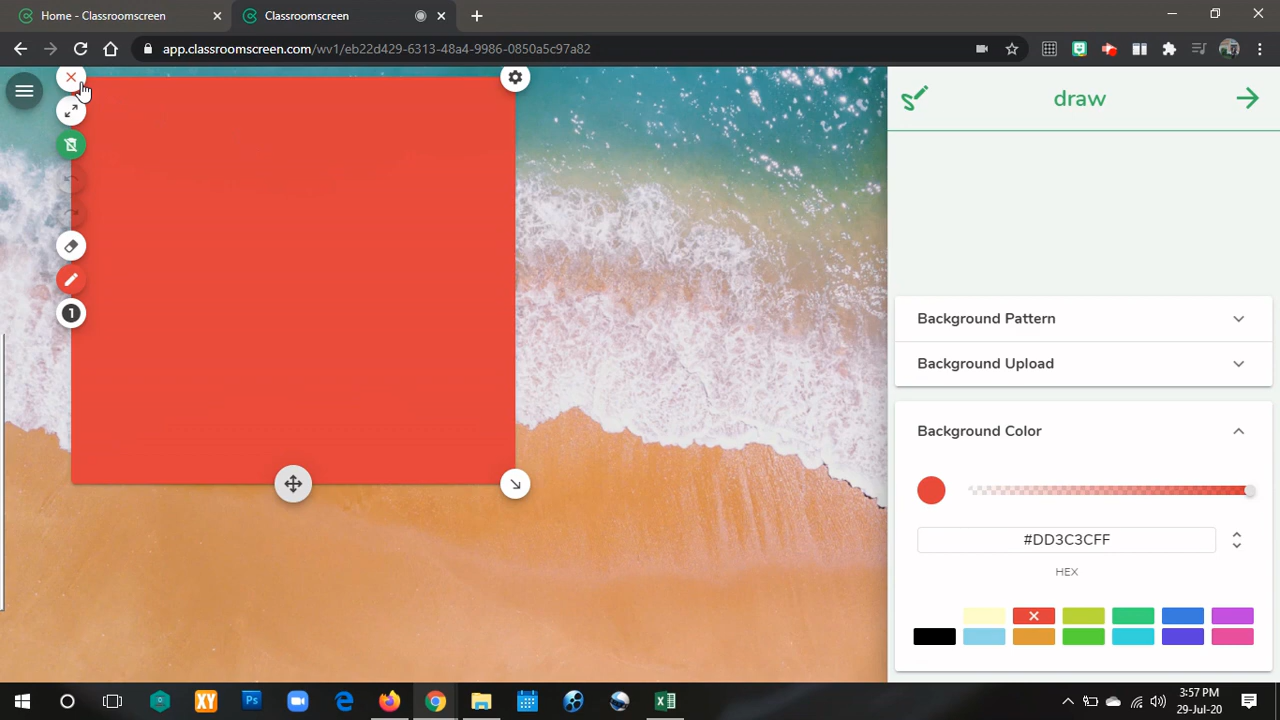 Home - Classroomscreen
Classroomscreen
app.classroomscreen.com/wv1/eb22d429-6313-48a4-9986-0850a5c97a82
draw
1
Background Pattern
Background Upload
Background Color
#DD3C3CFF
HEX
XY
Ps
3:57 PM
29-Jul-20